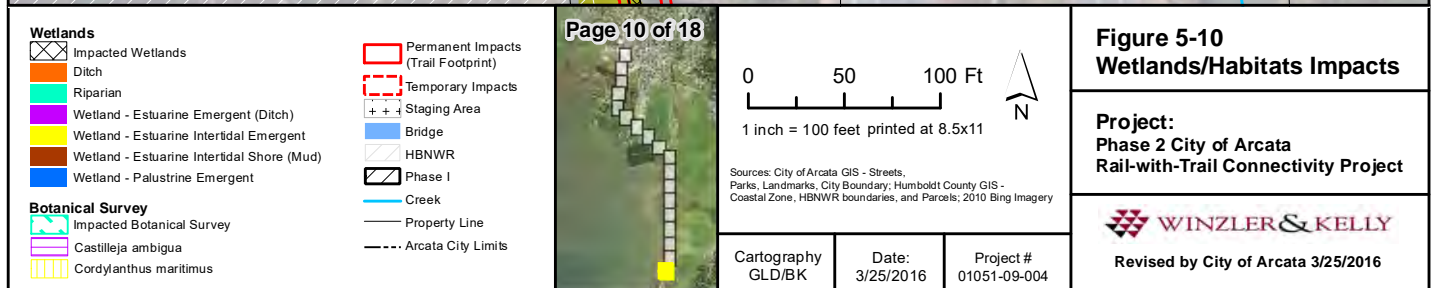 Wetlands
Impacted Wetlands
Ditch
Riparian
Wetland - Estuarine Emergent (Ditch)
Wetland - Estuarine Intertidal Emergent
Wetland - Estuarine Intertidal Shore (Mud)
Wetland - Palustrine Emergent
Botanical Survey
Impacted Botanical Survey
Castilleja ambigua
Cordylanthus maritimus
Permanent Impacts
(Trail Footprint)
Temporary Impacts
Staging Area
Bridge
HBNWR
Phase I
Creek
Property Line
Arcata City Limits
Page 10 of 18
0 50 100 Ft
N
1 inch = 100 feet printed at 8.5x11
Sources: City of Arcata GIS - Streets,
Parks, Landmarks, City Boundary; Humboldt County GIS -
Coastal Zone, HBNWR boundaries, and Parcels; 2010 Bing Imagery
Cartography
GLD/BK
Date:
3/25/2016
Project #
01051-09-004
Figure 5-10
Wetlands/Habitats Impacts
Project:
Phase 2 City of Arcata
Rail-with-Trail Connectivity Project
WINZLER & KELLY
Revised by City of Arcata 3/25/2016